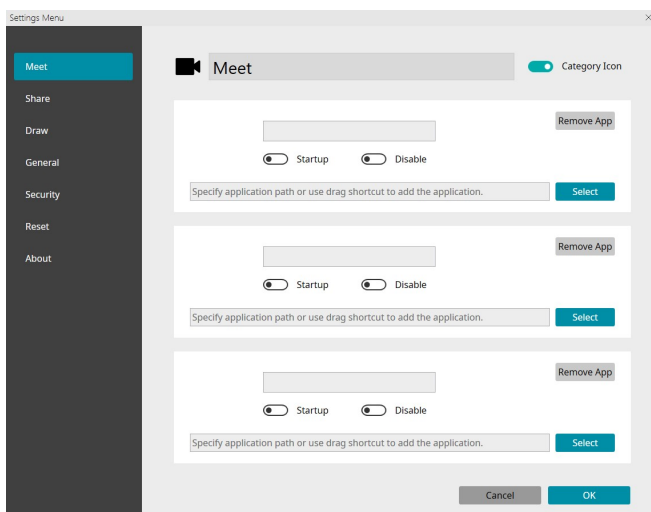 Settings Menu
Meet
Share
Draw
General
Security
Reset
About
Meet
Category Icon
Remove App
Startup
Disable
Specify application path or use drag shortcut to add the application.
Select
Remove App
Startup
Disable
Specify application path or use drag shortcut to add the application.
Select
Remove App
Startup
Disable
Specify application path or use drag shortcut to add the application.
Select
Cancel
OK